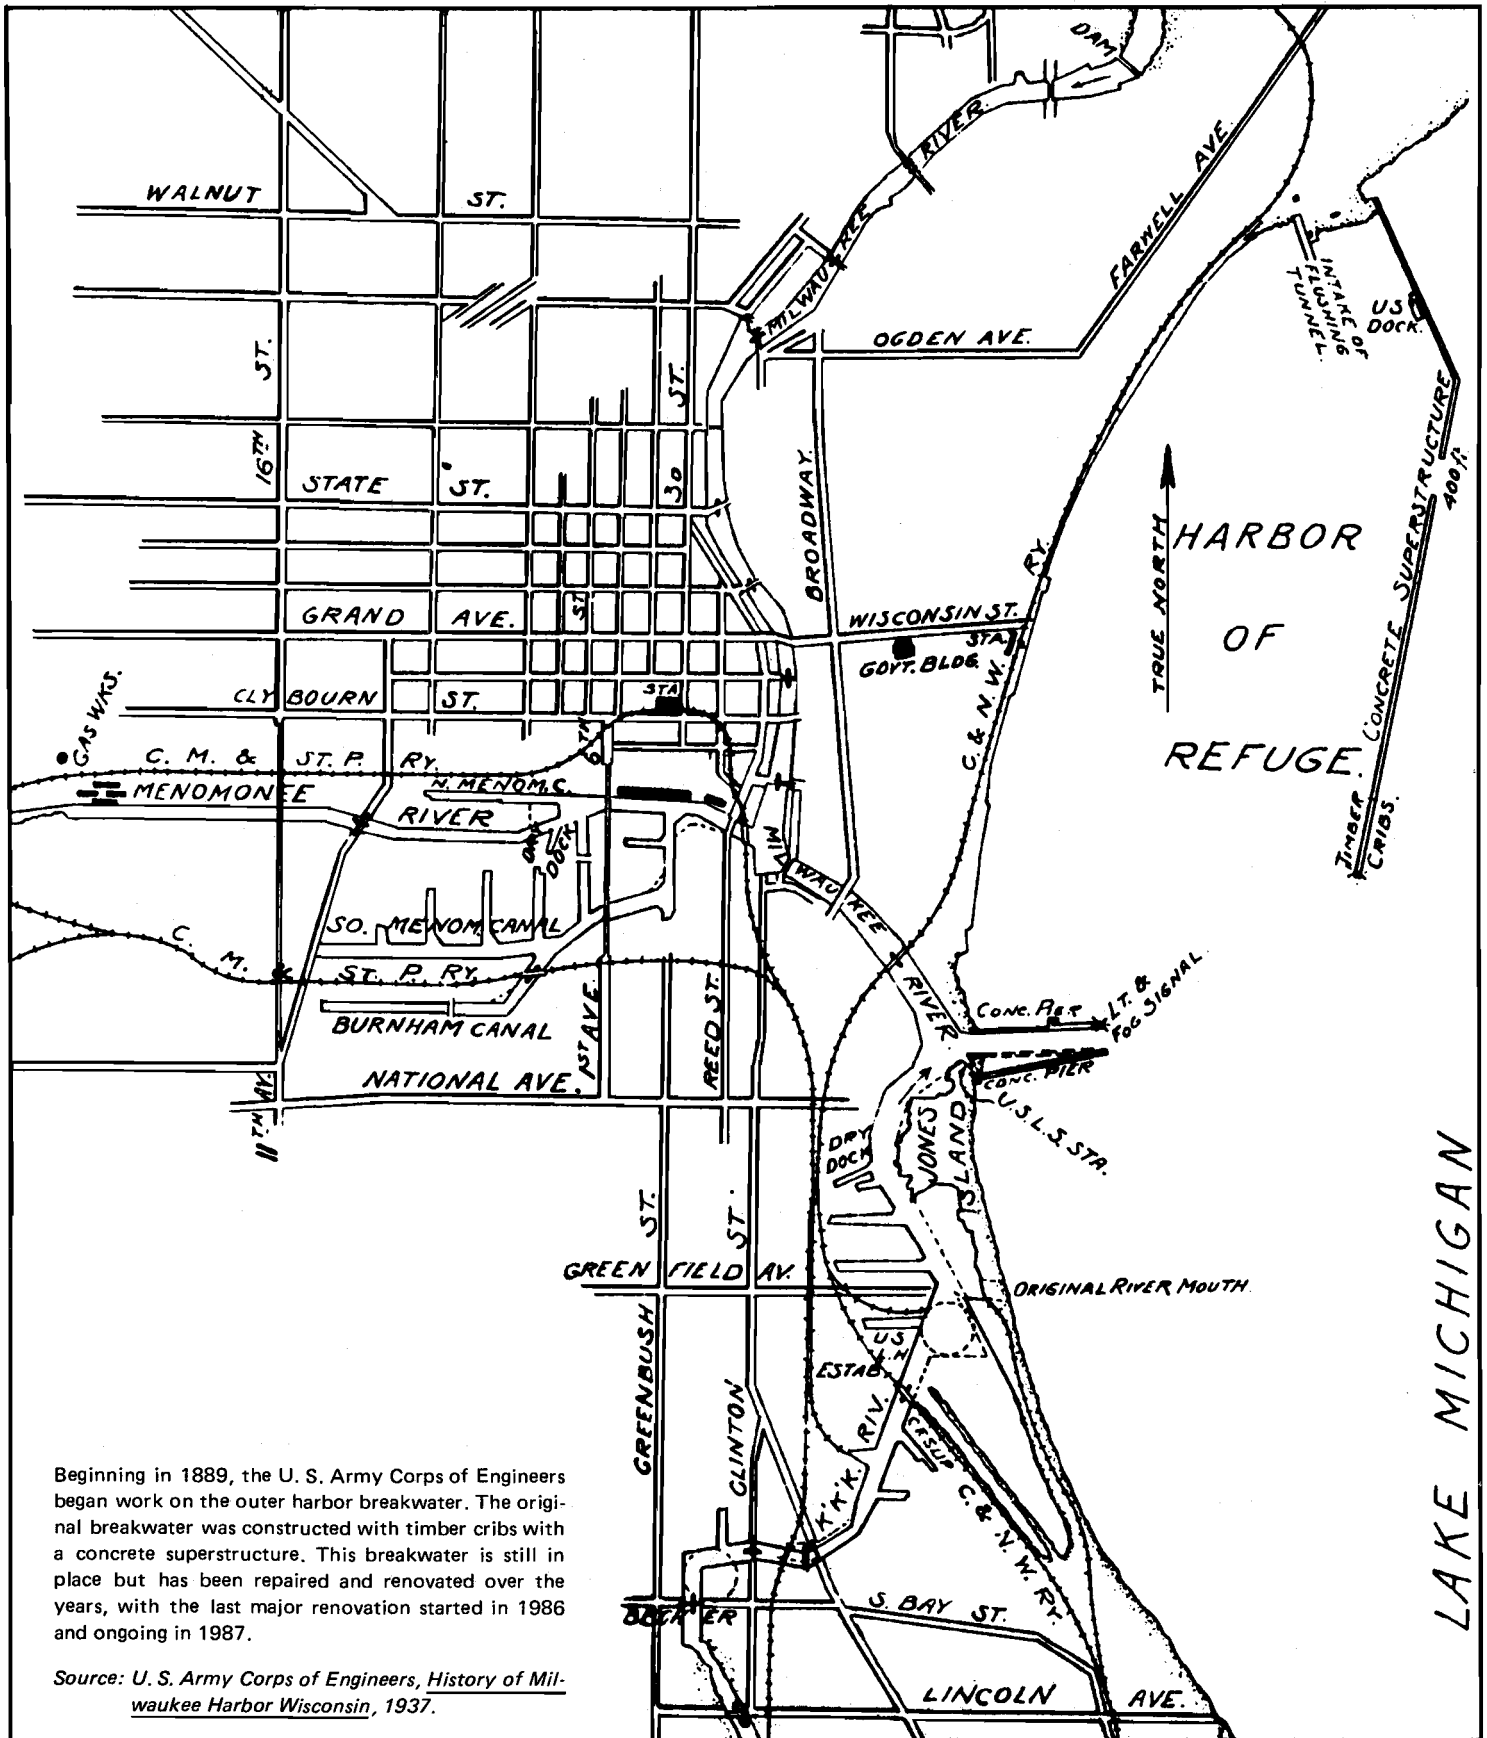 DAM
RIVER
WALNUT ST.
MILWAUKEE
FARWELL AVE
INTAKE OF
FLUSHING
TUNNEL.
US
DOCK.
OGDEN AVE.
16TH ST.
30 ST.
STATE ST.
BROADWAY.
TRUE NORTH
HARBOR
OF
REFUGE.
CONCRETE SUPERSTRUCTURE
400 ft.
TIMBER
CRIBS.
C. & N. W. RY.
GRAND AVE.
ST
WISCONSIN ST.
STA.
GOVT. BLDG.
CLYBOURN ST.
STA
6TH
GAS WKS.
C. M. & ST. P. RY.
MENOMONEE
RIVER
N. MENOM. C.
DRY
DOCK
MIL
WAUKEE
RIVER
SO. MENOM. CANAL
C. M. & ST. P. RY.
BURNHAM CANAL
1ST AVE.
REED ST.
CONC. PIER
LT. &
FOG SIGNAL
CONC. PIER
U.S.L.S. STA.
NATIONAL AVE.
11TH AV.
DRY
DOCK
JONES
ISLAND
GREENFIELD AV.
ORIGINAL RIVER MOUTH.
LAKE MICHIGAN
GREENBUSH ST.
CLINTON ST.
US
L.H
ESTAB.
K'K'K. RIV.
CR. SLIP
C. & N. W. RY.
BECHER
S. BAY ST.
LINCOLN AVE.
Beginning in 1889, the U. S. Army Corps of Engineers
began work on the outer harbor breakwater. The origi-
nal breakwater was constructed with timber cribs with
a concrete superstructure. This breakwater is still in
place but has been repaired and renovated over the
years, with the last major renovation started in 1986
and ongoing in 1987.
Source: U. S. Army Corps of Engineers, History of Mil-
waukee Harbor Wisconsin, 1937.